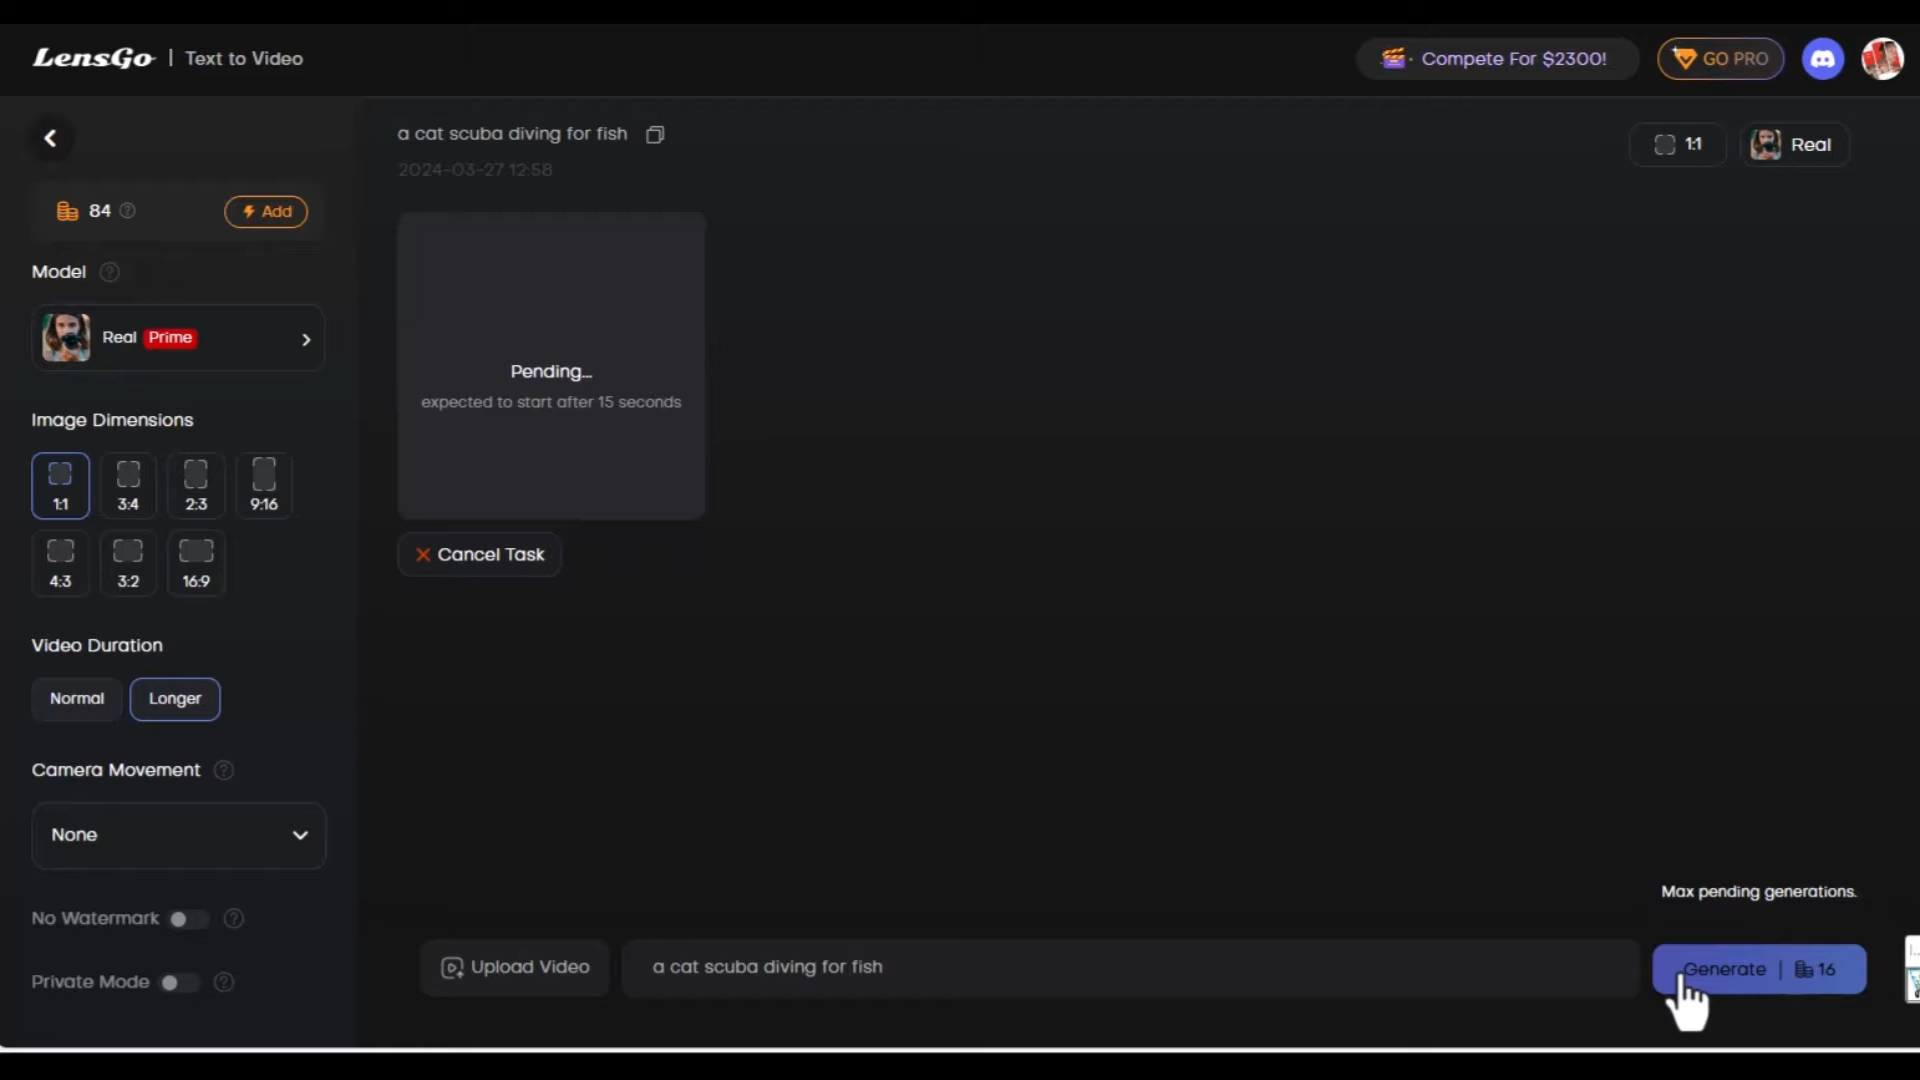 LensGo | Text to Video
Compete For $2300!
GO PRO
a cat scuba diving for fish
2024-03-27 12:58
1:1
Real
84
Add
Model
Real Prime
Image Dimensions
1:1
3:4
2:3
9:16
4:3
3:2
16:9
Video Duration
Normal
Longer
Camera Movement
None
No Watermark
Private Mode
Pending...
expected to start after 15 seconds
Cancel Task
Max pending generations.
Upload Video
a cat scuba diving for fish
Generate | 16